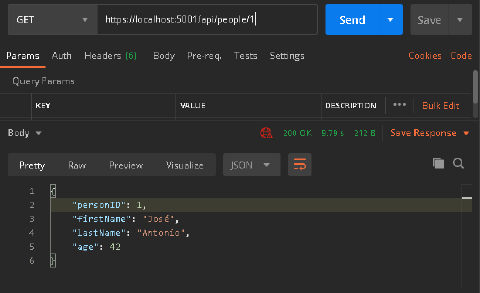 GET https://localhost:5001/api/people/1 Send Save
Params Auth Headers (6) Body Pre-req. Tests Settings Cookies Code
Query Params
KEY VALUE DESCRIPTION ••• Bulk Edit
Body 200 OK 9.79 s 212 B Save Response
Pretty Raw Preview Visualize JSON
1 {
2 "personID": 1,
3 "firstName": "José",
4 "lastName": "Antonio",
5 "age": 42
6 }